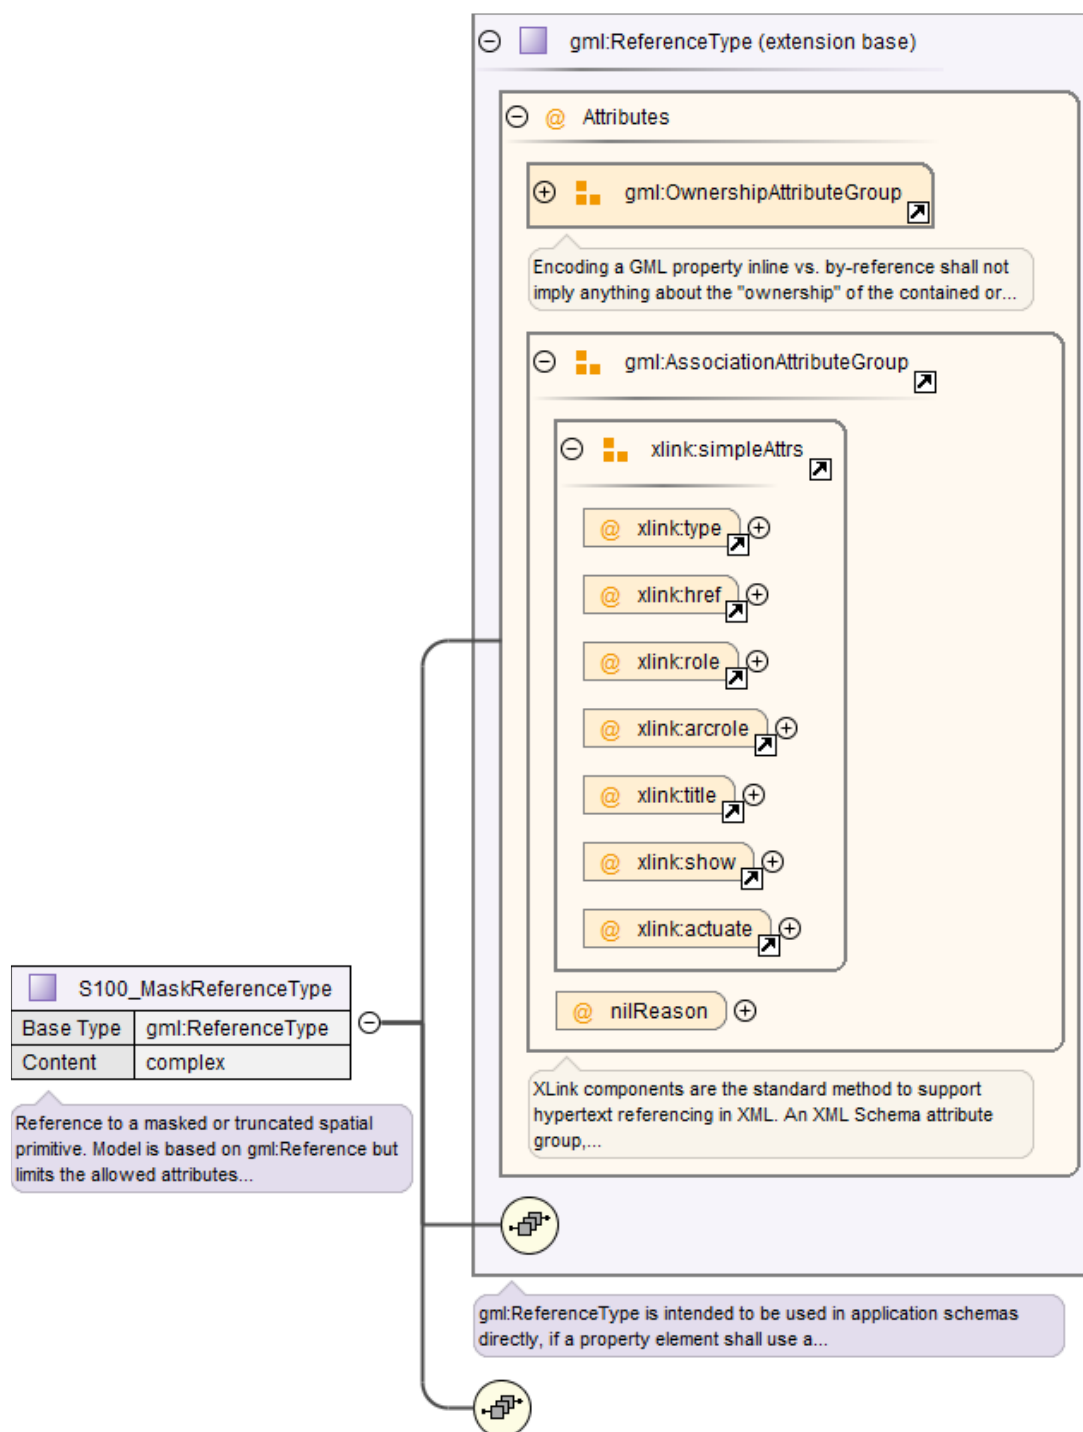 gml:ReferenceType (extension base)
@ Attributes
gml:OwnershipAttributeGroup
Encoding a GML property inline vs. by-reference shall not
imply anything about the "ownership" of the contained or...
gml:AssociationAttributeGroup
xlink:simpleAttrs
@ xlink:type
@ xlink:href
@ xlink:role
@ xlink:arcrole
@ xlink:title
@ xlink:show
@ xlink:actuate
@ nilReason
XLink components are the standard method to support
hypertext referencing in XML. An XML Schema attribute
group,...
S100_MaskReferenceType
Base Type gml:ReferenceType
Content complex
Reference to a masked or truncated spatial
primitive. Model is based on gml:Reference but
limits the allowed attributes...
gml:ReferenceType is intended to be used in application schemas
directly, if a property element shall use a...